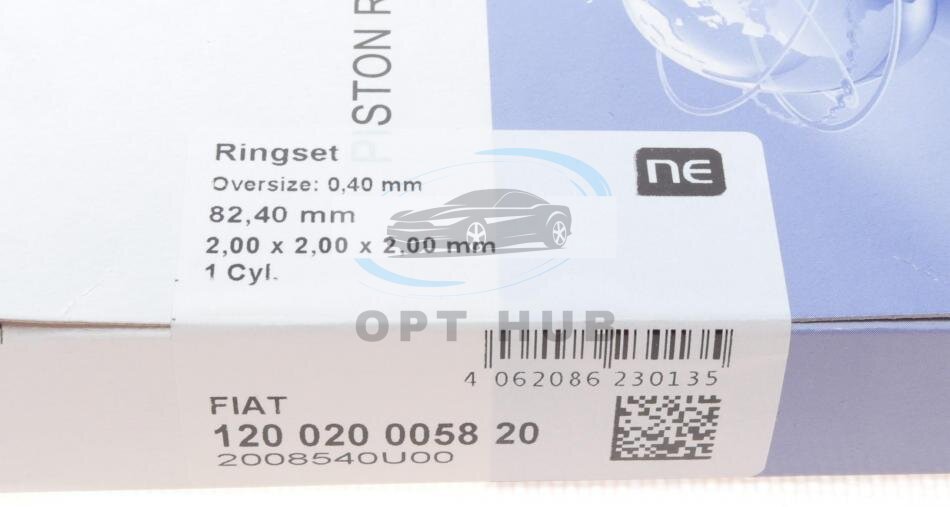 PISTON R
Ringset
Oversize: 0,40 mm
82,40 mm
2,00 x 2,00 x 2,00 mm
1 Cyl.
NE
OPT HUB
4 062086 230135
FIAT
120 020 0058 20
2008540U00